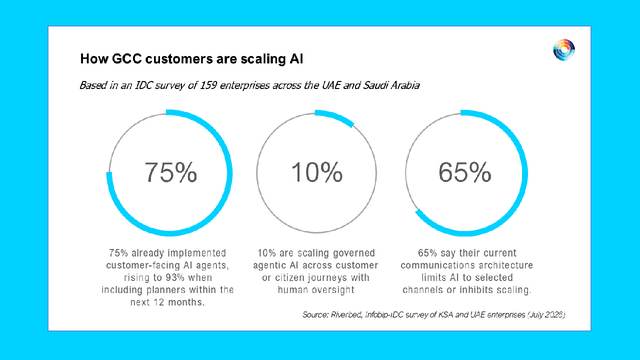 How GCC customers are scaling AI
Based in an IDC survey of 159 enterprises across the UAE and Saudi Arabia
75%
10%
65%
75% already implemented
customer-facing AI agents,
rising to 93% when
including planners within the
next 12 months.
10% are scaling governed
agentic AI across customer
or citizen journeys with
human oversight
65% say their current
communications architecture
limits AI to selected
channels or inhibits scaling.
Source: Riverbed, Infobip-IDC survey of KSA and UAE enterprises (July 2026)